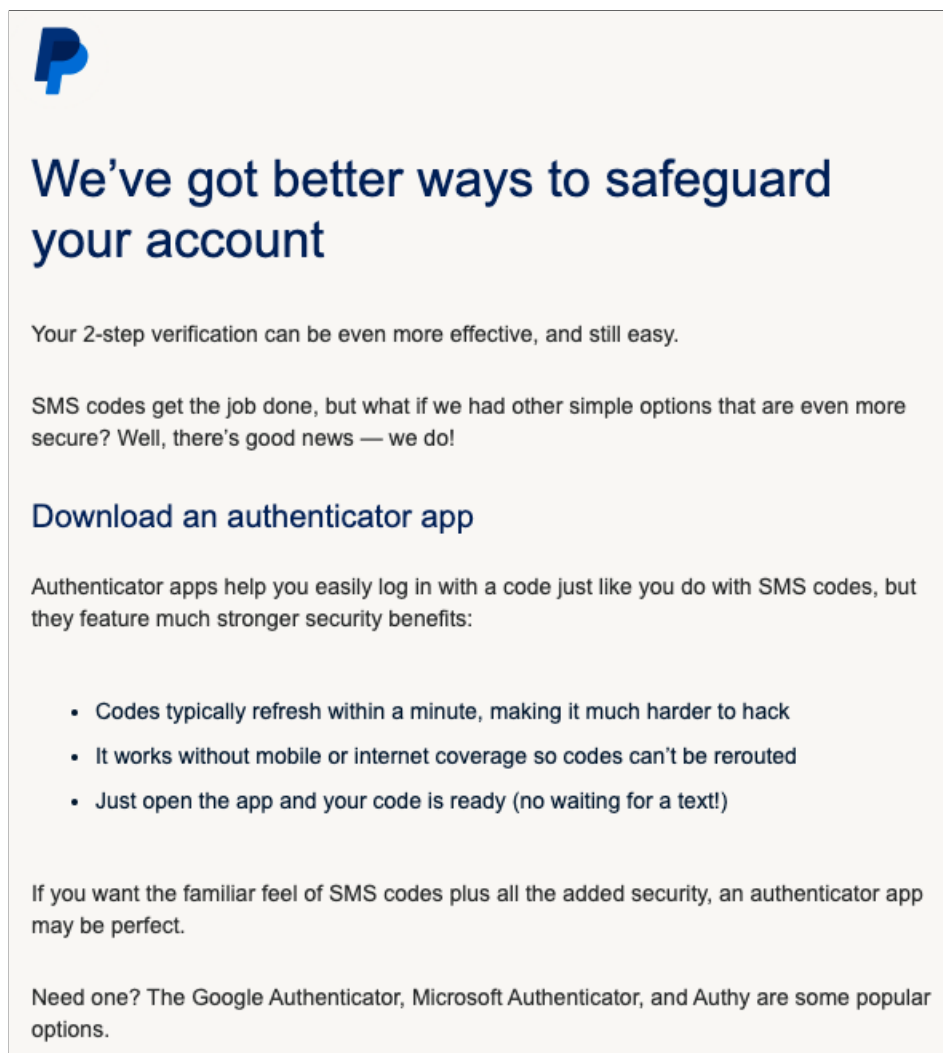 We’ve got better ways to safeguard
your account
Your 2-step verification can be even more effective, and still easy.
SMS codes get the job done, but what if we had other simple options that are even more
secure? Well, there’s good news — we do!
Download an authenticator app
Authenticator apps help you easily log in with a code just like you do with SMS codes, but
they feature much stronger security benefits:
• Codes typically refresh within a minute, making it much harder to hack
• It works without mobile or internet coverage so codes can’t be rerouted
• Just open the app and your code is ready (no waiting for a text!)
If you want the familiar feel of SMS codes plus all the added security, an authenticator app
may be perfect.
Need one? The Google Authenticator, Microsoft Authenticator, and Authy are some popular
options.